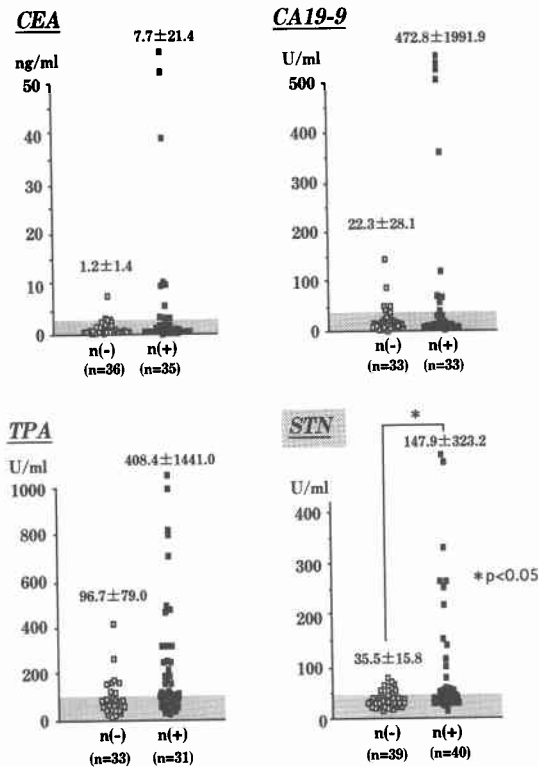 CEA
7.7±21.4
ng/ml
50
40
30
20
10
0
1.2±1.4
n(-) n(+)
(n=36) (n=35)
CA19-9
472.8±1991.9
U/ml
500
400
300
200
100
0
22.3±28.1
n(-) n(+)
(n=33) (n=33)
TPA
408.4±1441.0
U/ml
1000
800
600
400
200
0
96.7±79.0
n(-) n(+)
(n=33) (n=31)
STN
*
147.9±323.2
U/ml
400
300
200
100
50
0
*p<0.05
35.5±15.8
n(-) n(+)
(n=39) (n=40)